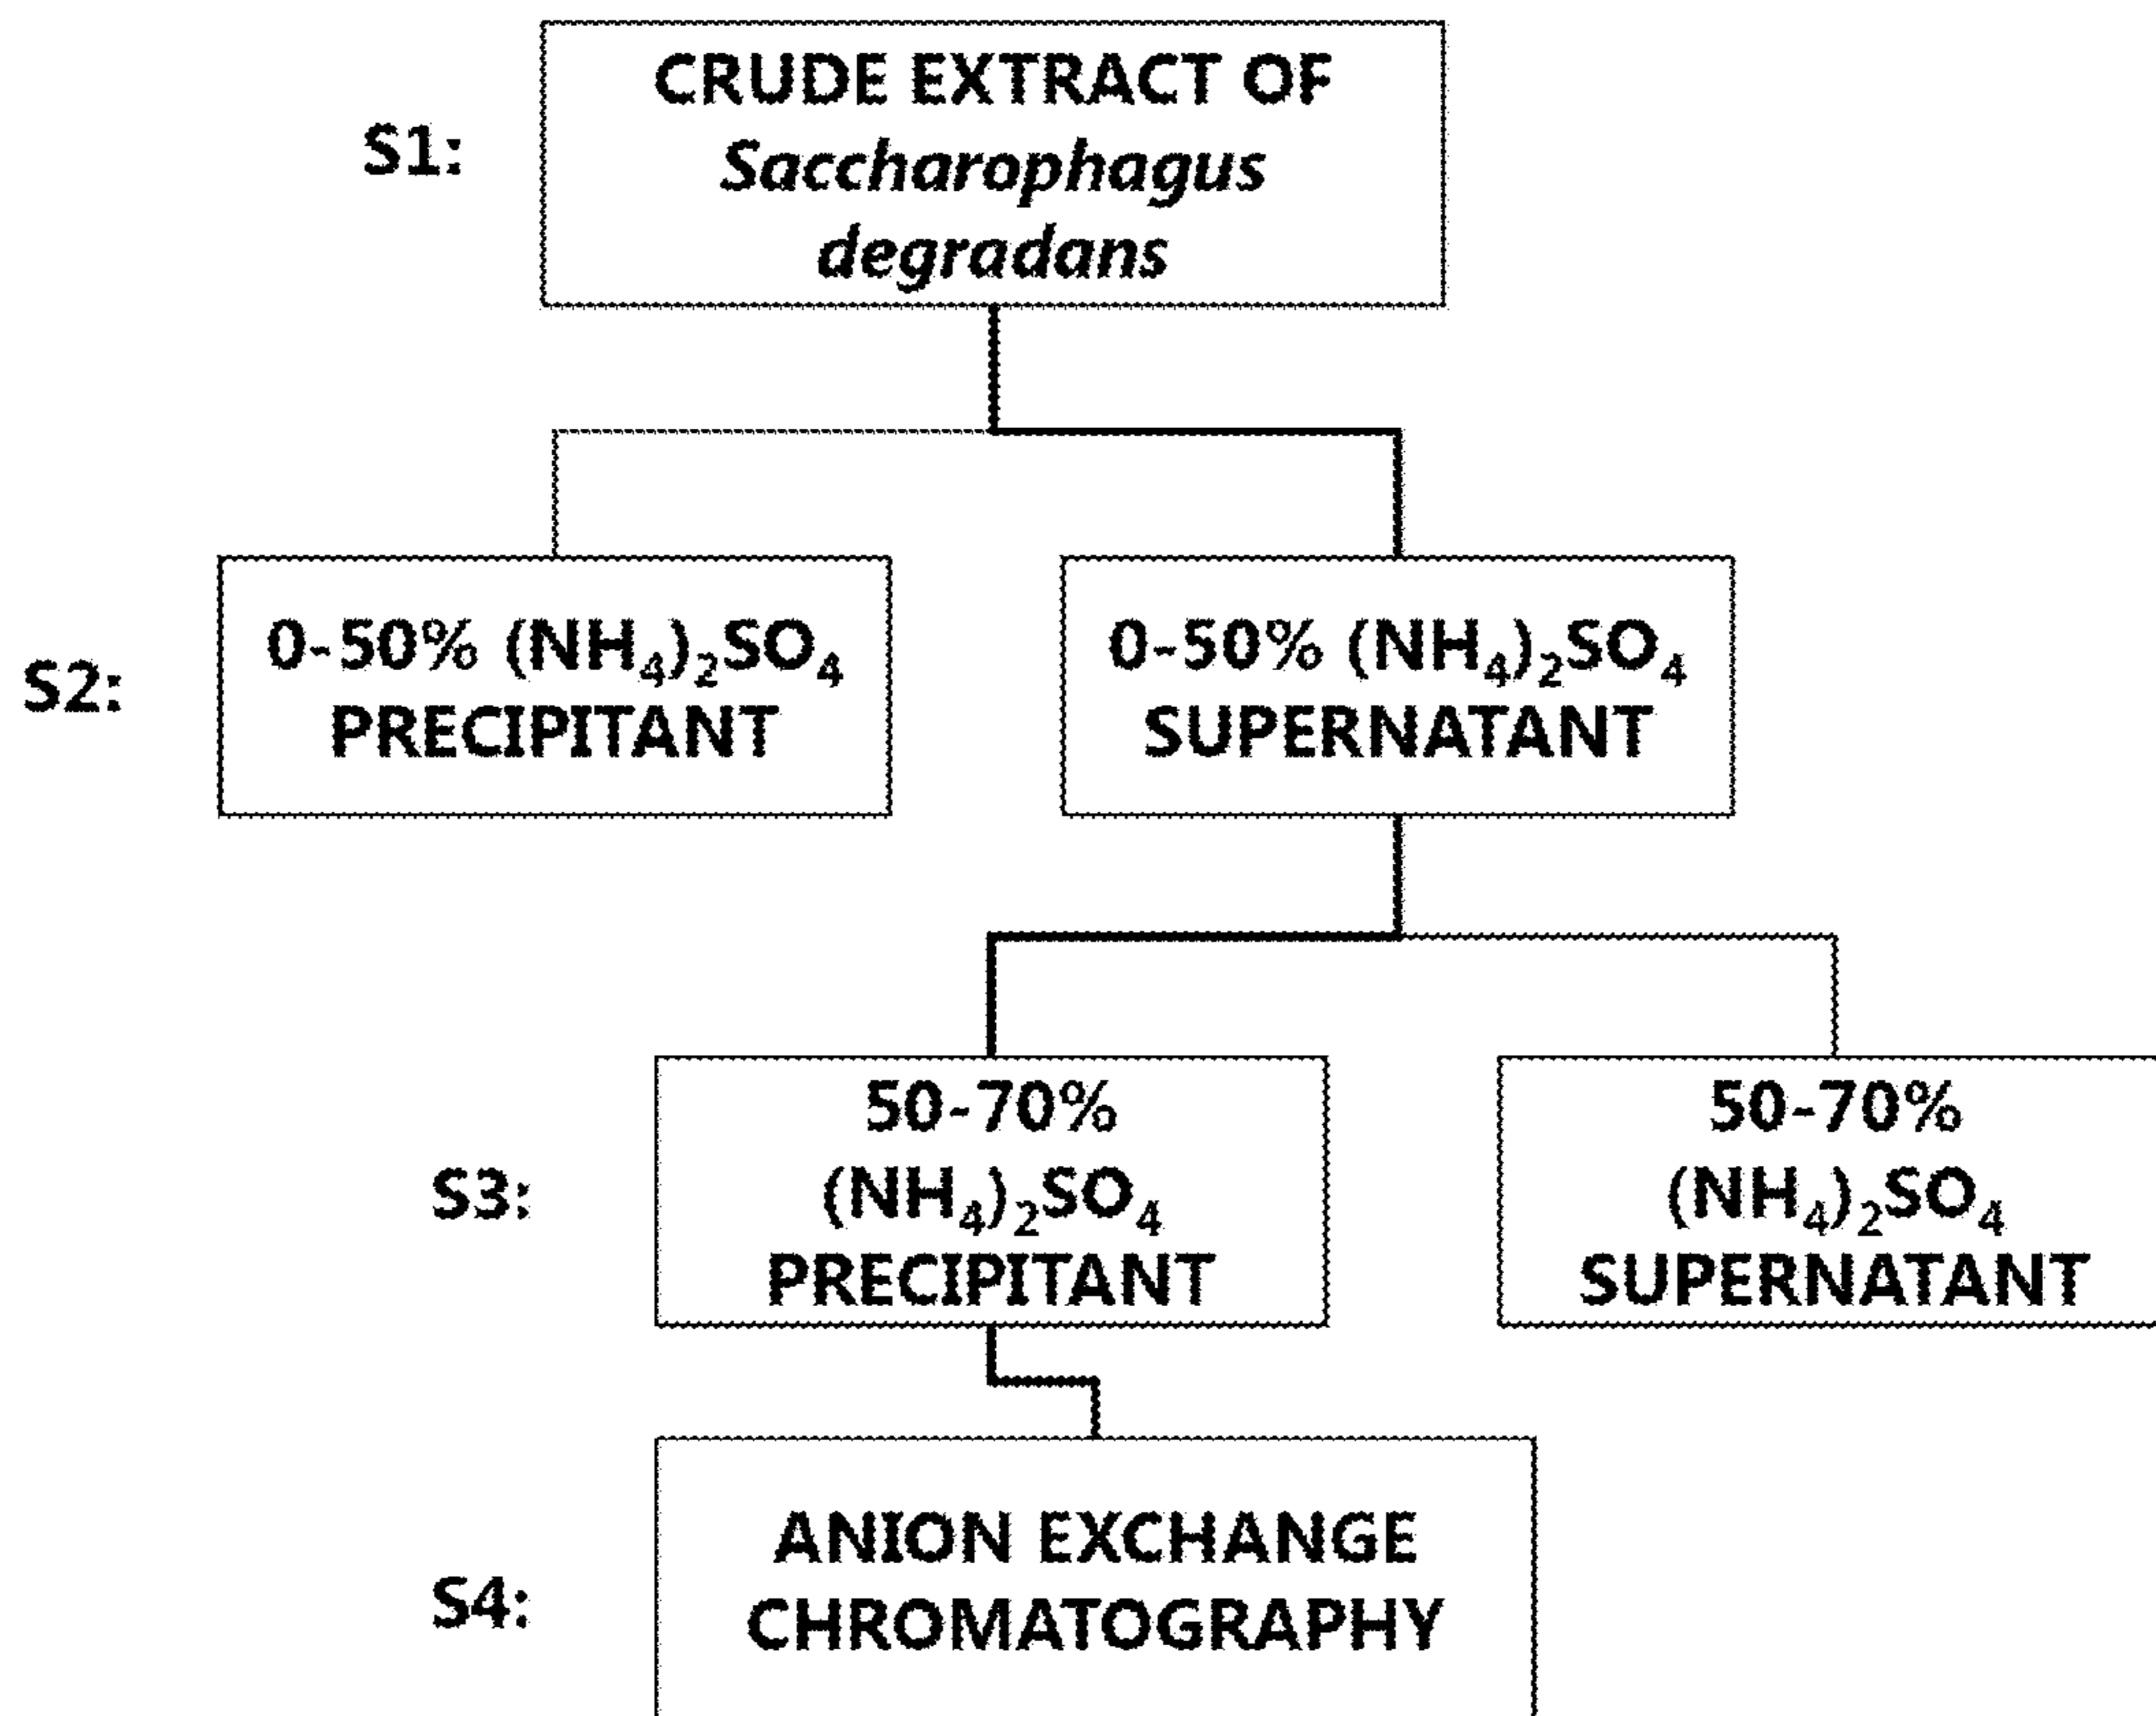 S1:
CRUDE EXTRACT OF
Saccharophagus
degradans
S2:
0-50% (NH₄)₂SO₄
PRECIPITANT
0-50% (NH₄)₂SO₄
SUPERNATANT
S3:
50-70%
(NH₄)₂SO₄
PRECIPITANT
50-70%
(NH₄)₂SO₄
SUPERNATANT
S4:
ANION EXCHANGE
CHROMATOGRAPHY